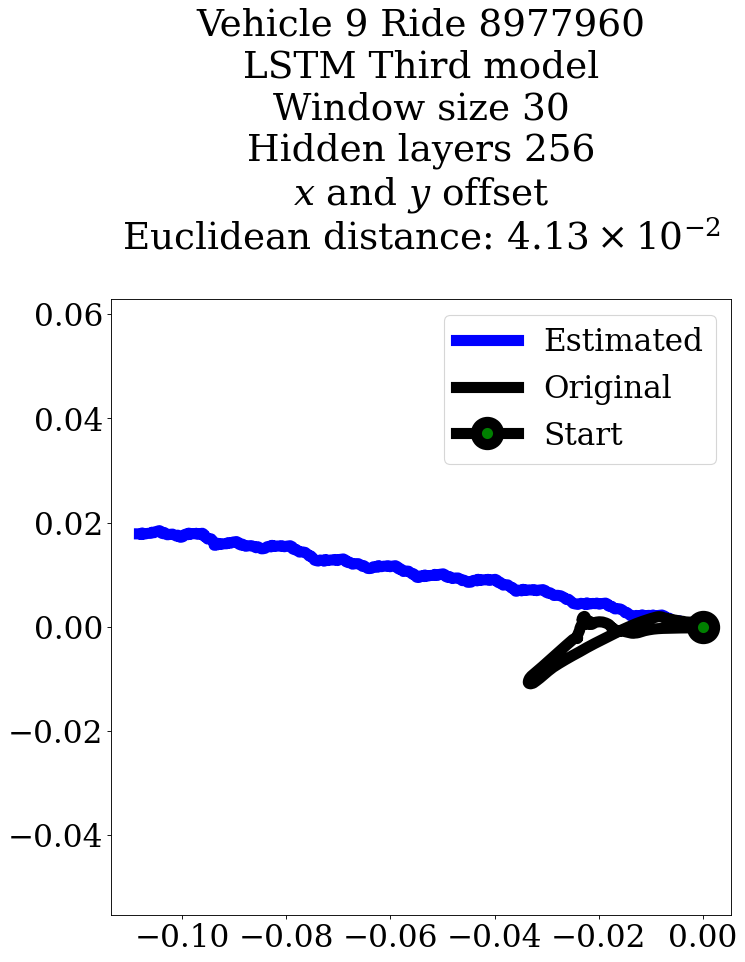 Vehicle 9 Ride 8977960
LSTM Third model
Window size 30
Hidden layers 256
x and y offset
Euclidean distance: 4.13 × 10⁻²
Estimated
Original
Start
0.06
0.04
0.02
0.00
−0.02
−0.04
−0.10 −0.08 −0.06 −0.04 −0.02 0.00